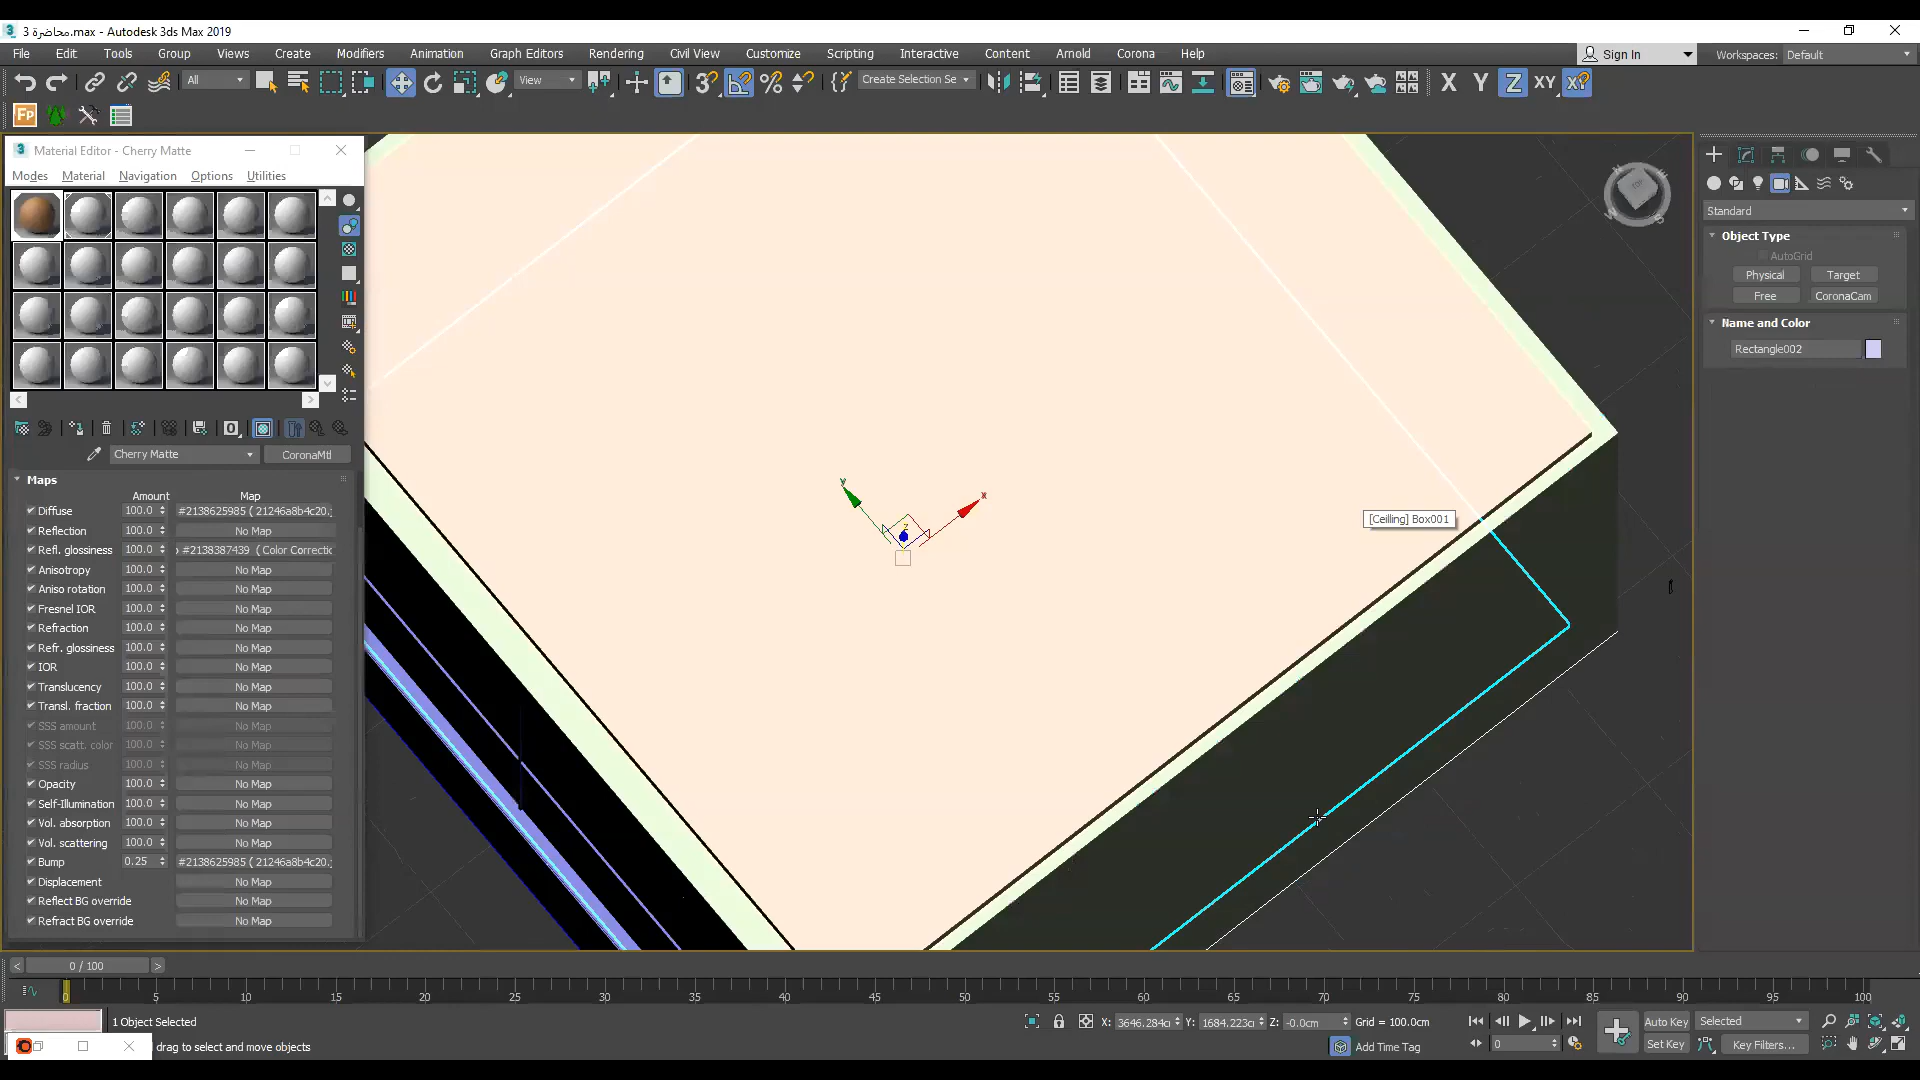 3 محاضرة.max - Autodesk 3ds Max 2019
File Edit Tools Group Views Create Modifiers Animation Graph Editors Rendering Civil View Customize Scripting Interactive Content Arnold Corona Help
Sign In
Workspaces: Default
All
View
Create Selection Se
X Y Z XY
Fp
Material Editor - Cherry Matte
Modes Material Navigation Options Utilities
Cherry Matte
CoronaMtl
Maps
Amount Map
Diffuse 100.0 #2138625985 ( 21246a8b4c20.
Reflection 100.0 No Map
Refl. glossiness 100.0 #2138387439 ( Color Correctic
Anisotropy 100.0 No Map
Aniso rotation 100.0 No Map
Fresnel IOR 100.0 No Map
Refraction 100.0 No Map
Refr. glossiness 100.0 No Map
IOR 100.0 No Map
Translucency 100.0 No Map
Transl. fraction 100.0 No Map
SSS amount 100.0 No Map
SSS scatt. color 100.0 No Map
SSS radius 100.0 No Map
Opacity 100.0 No Map
Self-Illumination 100.0 No Map
Vol. absorption 100.0 No Map
Vol. scattering 100.0 No Map
Bump 0.25 #2138625985 ( 21246a8b4c20.
Displacement 100.0 No Map
Reflect BG override 100.0 No Map
Refract BG override 100.0 No Map
y x z
[Ceilling] Box001
Standard
Object Type
AutoGrid
Physical Target
Free CoronaCam
Name and Color
Rectangle002
< 0 / 100 >
0 5 10 15 20 25 30 35 40 45 50 55 60 65 70 75 80 85 90 95 100
1 Object Selected
X: 3646.284c Y: 1684.223c Z: -0.0cm Grid = 100.0cm
Auto Key Selected
drag to select and move objects
Add Time Tag
0
Set Key Key Filters...